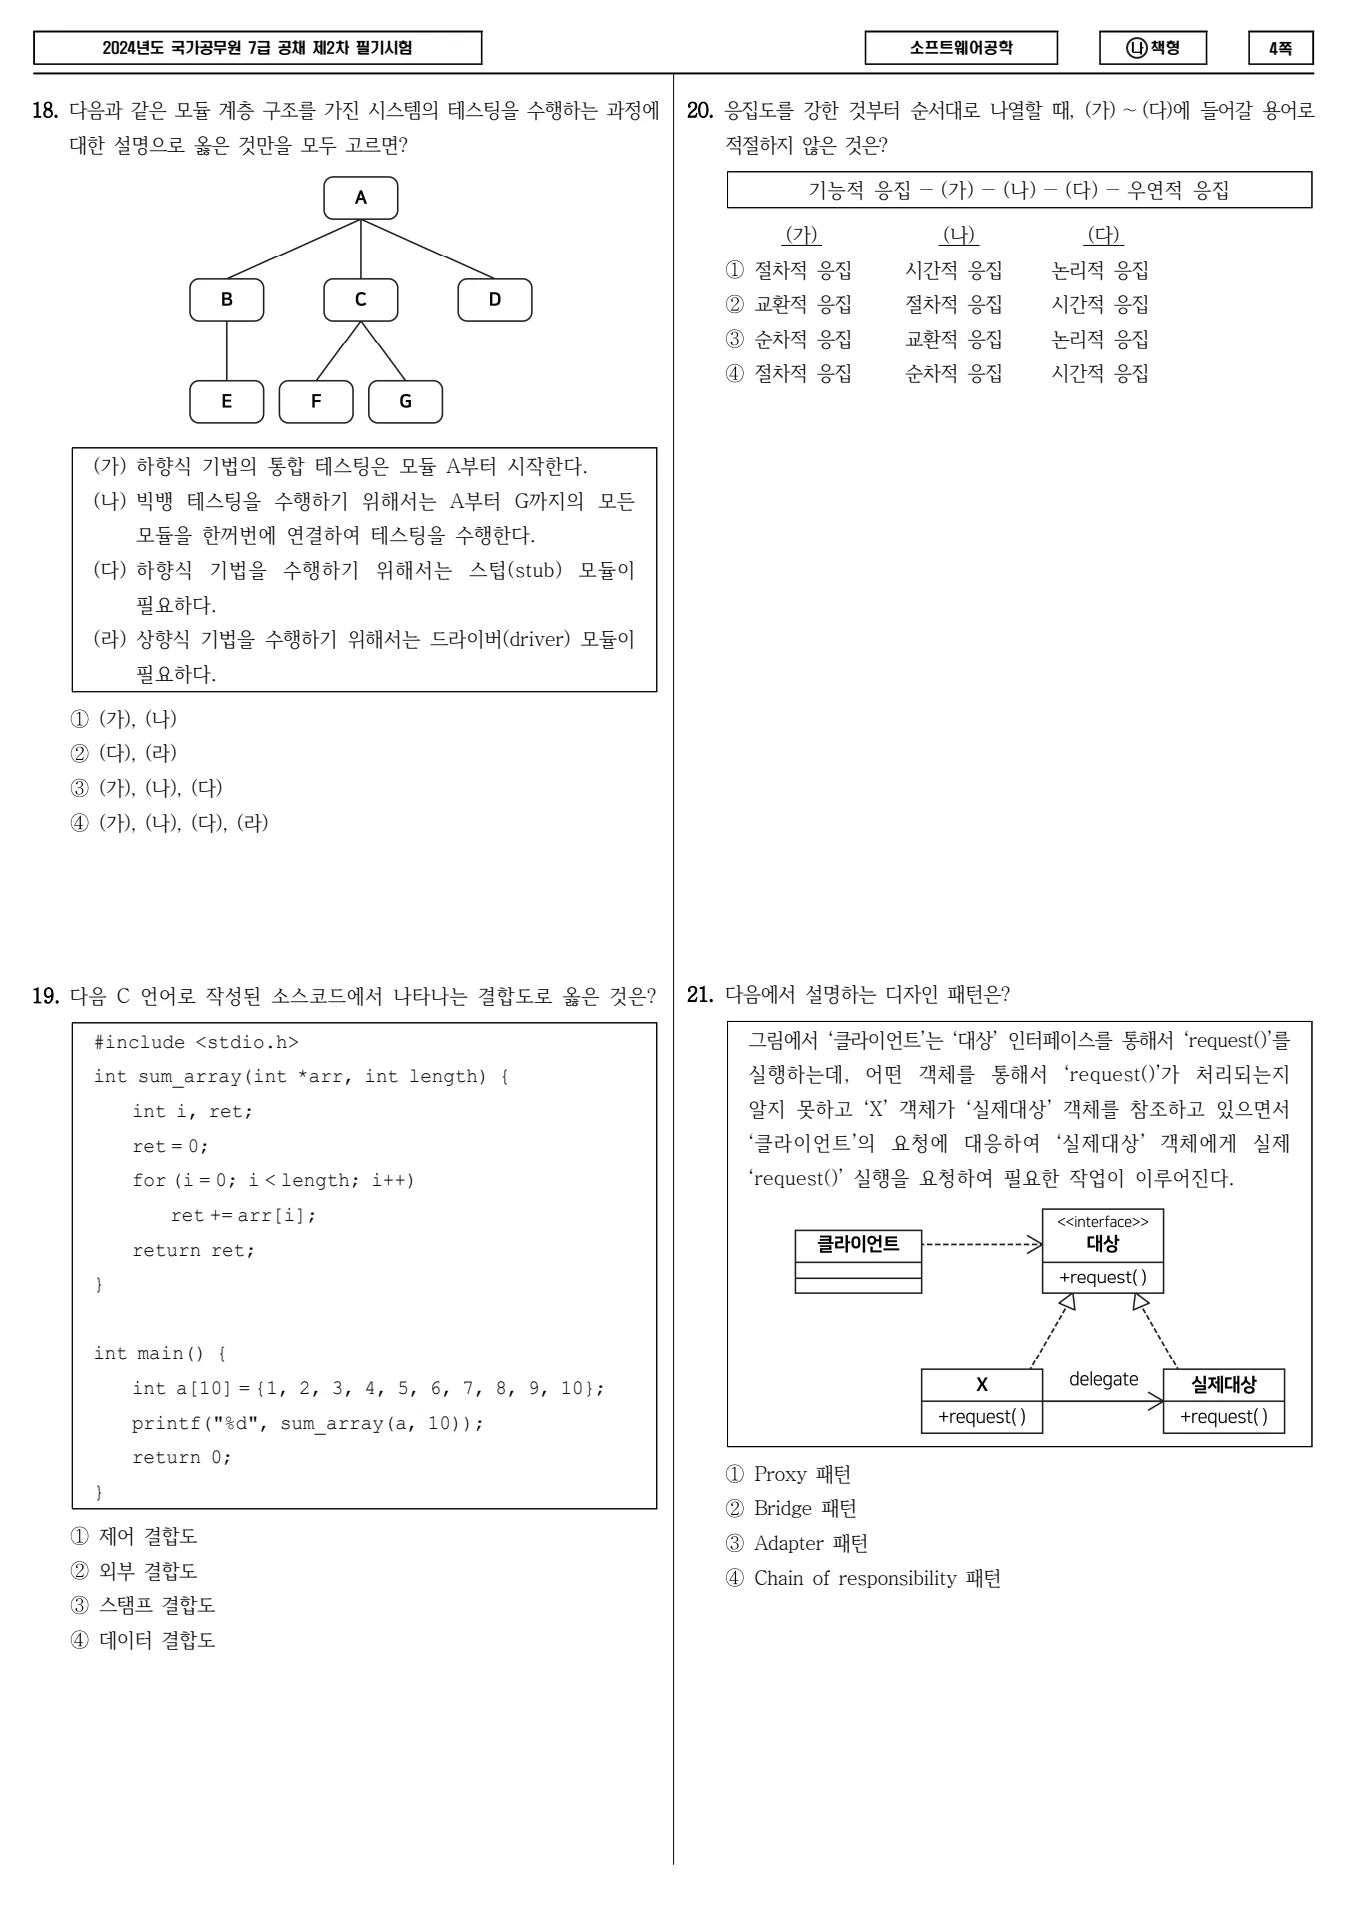 2024년도 국가공무원 7급 공채 제2차 필기시험
소프트웨어공학
㉯책형
4쪽
18. 다음과 같은 모듈 계층 구조를 가진 시스템의 테스팅을 수행하는 과정에
대한 설명으로 옳은 것만을 모두 고르면?
A
B C D
E F G
(가) 하향식 기법의 통합 테스팅은 모듈 A부터 시작한다.
(나) 빅뱅 테스팅을 수행하기 위해서는 A부터 G까지의 모든
모듈을 한꺼번에 연결하여 테스팅을 수행한다.
(다) 하향식 기법을 수행하기 위해서는 스텁(stub) 모듈이
필요하다.
(라) 상향식 기법을 수행하기 위해서는 드라이버(driver) 모듈이
필요하다.
① (가), (나)
② (다), (라)
③ (가), (나), (다)
④ (가), (나), (다), (라)
19. 다음 C 언어로 작성된 소스코드에서 나타나는 결합도로 옳은 것은?
#include <stdio.h>
int sum_array(int *arr, int length) {
int i, ret;
ret = 0;
for (i = 0; i < length; i++)
ret += arr[i];
return ret;
}
int main() {
int a[10] = {1, 2, 3, 4, 5, 6, 7, 8, 9, 10};
printf("%d", sum_array(a, 10));
return 0;
}
① 제어 결합도
② 외부 결합도
③ 스탬프 결합도
④ 데이터 결합도
20. 응집도를 강한 것부터 순서대로 나열할 때, (가) ~ (다)에 들어갈 용어로
적절하지 않은 것은?
기능적 응집 - (가) - (나) - (다) - 우연적 응집
(가) (나) (다)
① 절차적 응집 시간적 응집 논리적 응집
② 교환적 응집 절차적 응집 시간적 응집
③ 순차적 응집 교환적 응집 논리적 응집
④ 절차적 응집 순차적 응집 시간적 응집
21. 다음에서 설명하는 디자인 패턴은?
그림에서 ‘클라이언트’는 ‘대상’ 인터페이스를 통해서 ‘request()’를
실행하는데, 어떤 객체를 통해서 ‘request()’가 처리되는지
알지 못하고 ‘X’ 객체가 ‘실제대상’ 객체를 참조하고 있으면서
‘클라이언트’의 요청에 대응하여 ‘실제대상’ 객체에게 실제
‘request()’ 실행을 요청하여 필요한 작업이 이루어진다.
<<interface>>
클라이언트 대상
+request( )
X delegate 실제대상
+request( ) +request( )
① Proxy 패턴
② Bridge 패턴
③ Adapter 패턴
④ Chain of responsibility 패턴